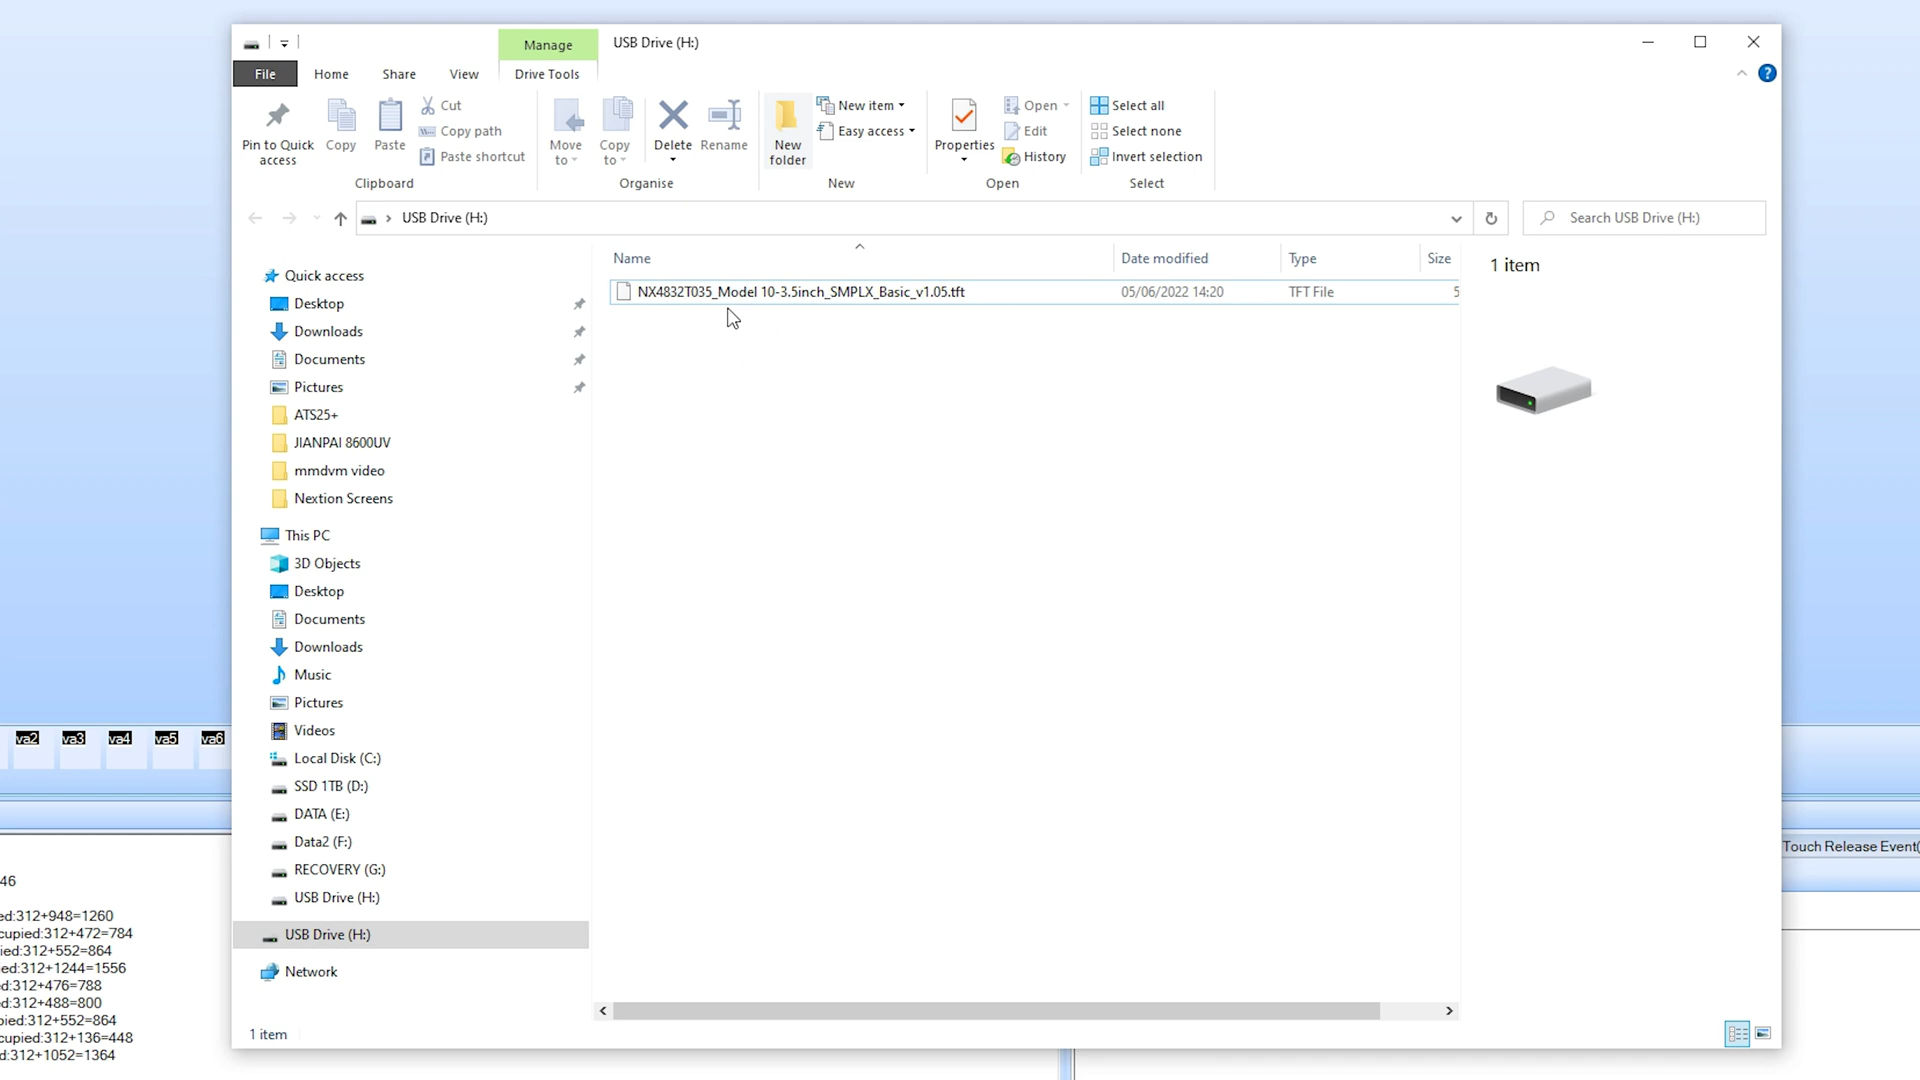 Manage
USB Drive (H:)
File
Home
Share
View
Drive Tools
Pin to Quick access
Copy
Paste
Cut
Copy path
Paste shortcut
Clipboard
Move to
Copy to
Delete
Rename
Organise
New folder
New item
Easy access
New
Properties
Open
Edit
History
Open
Select all
Select none
Invert selection
Select
USB Drive (H:)
Search USB Drive (H:)
Name
Date modified
Type
Size
NX4832T035_Model 10-3.5inch_SMPLX_Basic_v1.05.tft
05/06/2022 14:20
TFT File
5
1 item
Quick access
Desktop
Downloads
Documents
Pictures
ATS25+
JIANPAI 8600UV
mmdvm video
Nextion Screens
This PC
3D Objects
Desktop
Documents
Downloads
Music
Pictures
Videos
Local Disk (C:)
SSD 1TB (D:)
DATA (E:)
Data2 (F:)
RECOVERY (G:)
USB Drive (H:)
USB Drive (H:)
Network
1 item
va2 va3 va4 va5 va6
46
ed:312+948=1260
cupied:312+472=784
ied:312+552=864
ed:312+1244=1556
d:312+476=788
d:312+488=800
pied:312+552=864
cupied:312+136=448
d:312+1052=1364
Touch Release Event(